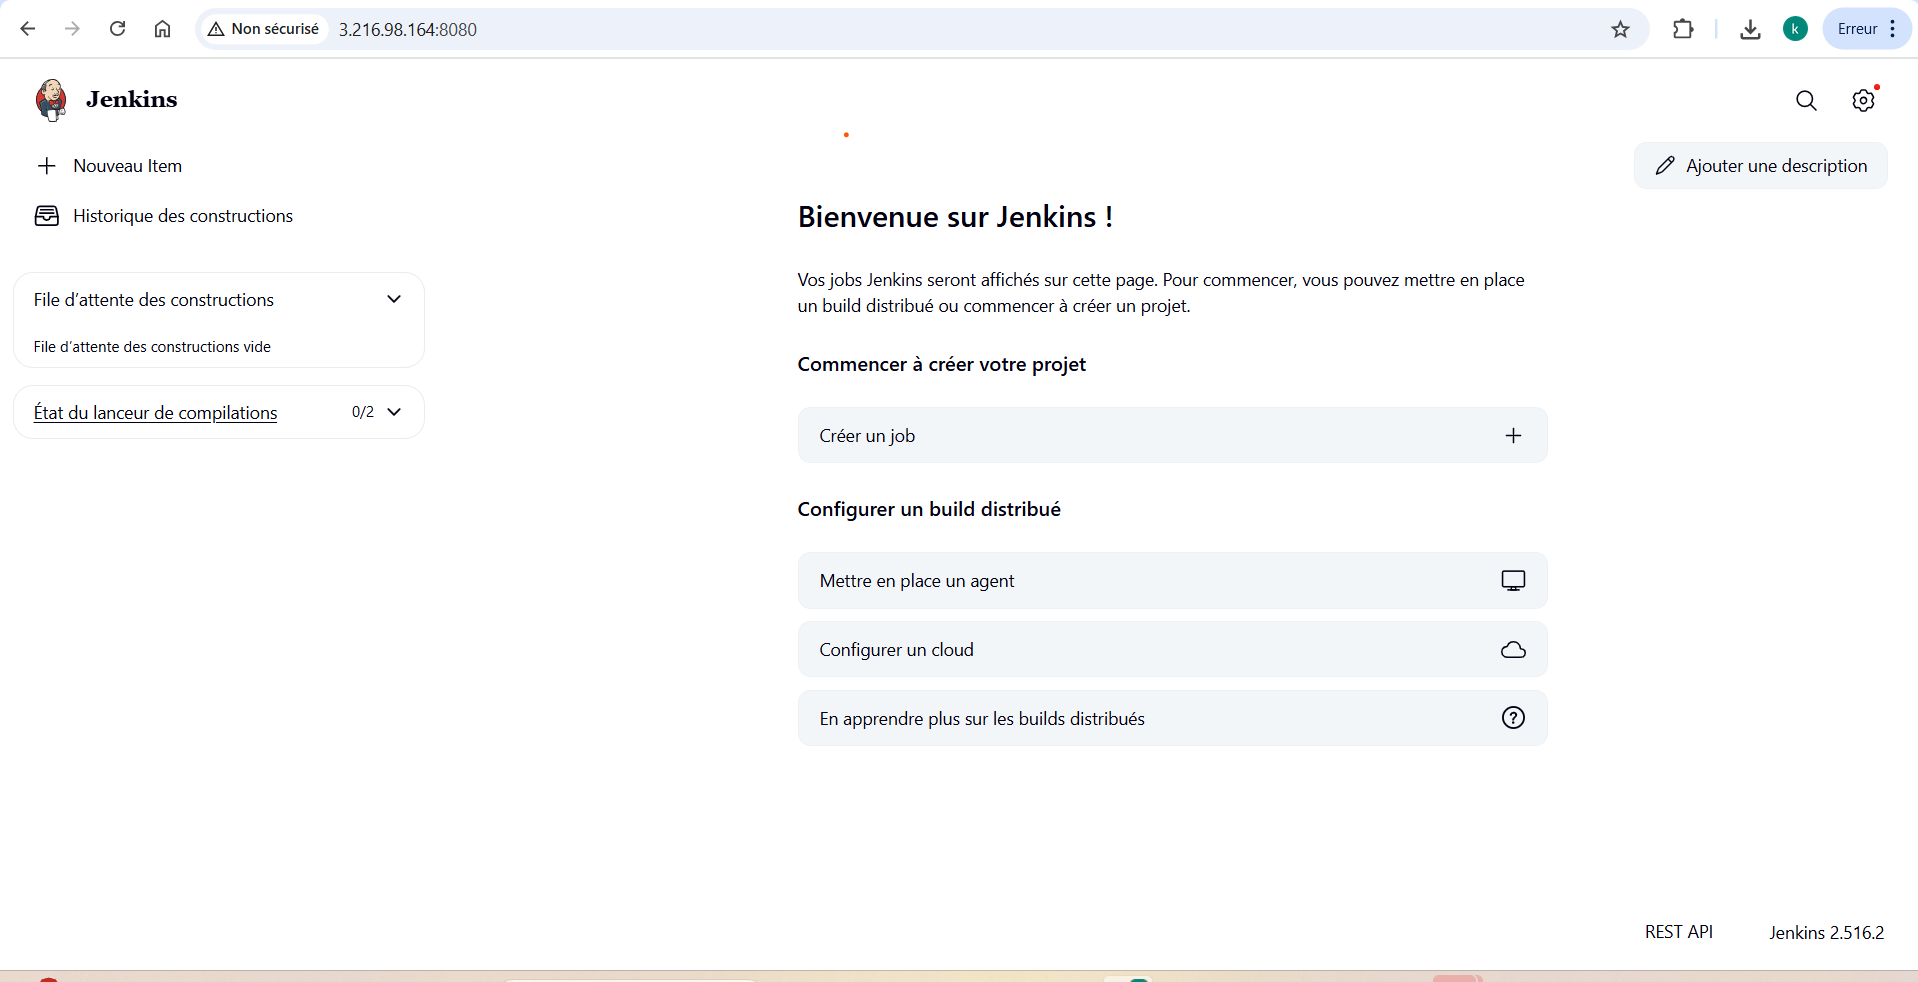 Non sécurisé
3.216.98.164:8080
k
Erreur
Jenkins
Nouveau Item
Ajouter une description
Historique des constructions
Bienvenue sur Jenkins !
Vos jobs Jenkins seront affichés sur cette page. Pour commencer, vous pouvez mettre en place
un build distribué ou commencer à créer un projet.
File d’attente des constructions
File d’attente des constructions vide
Commencer à créer votre projet
État du lanceur de compilations
0/2
Créer un job
Configurer un build distribué
Mettre en place un agent
Configurer un cloud
En apprendre plus sur les builds distribués
REST API
Jenkins 2.516.2